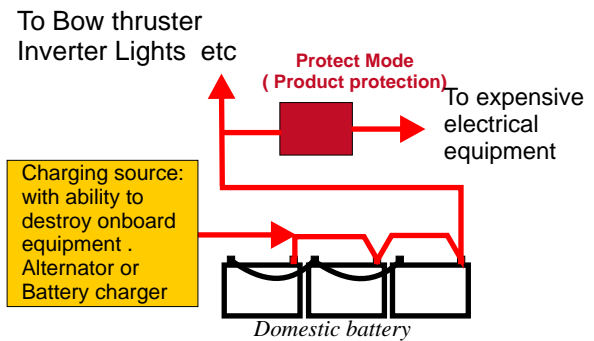 To Bow thruster
Inverter Lights  etc
Protect Mode
( Product protection)
To expensive
electrical
equipment
Charging source:
with ability to
destroy onboard
equipment .
Alternator or
Battery charger
Domestic battery